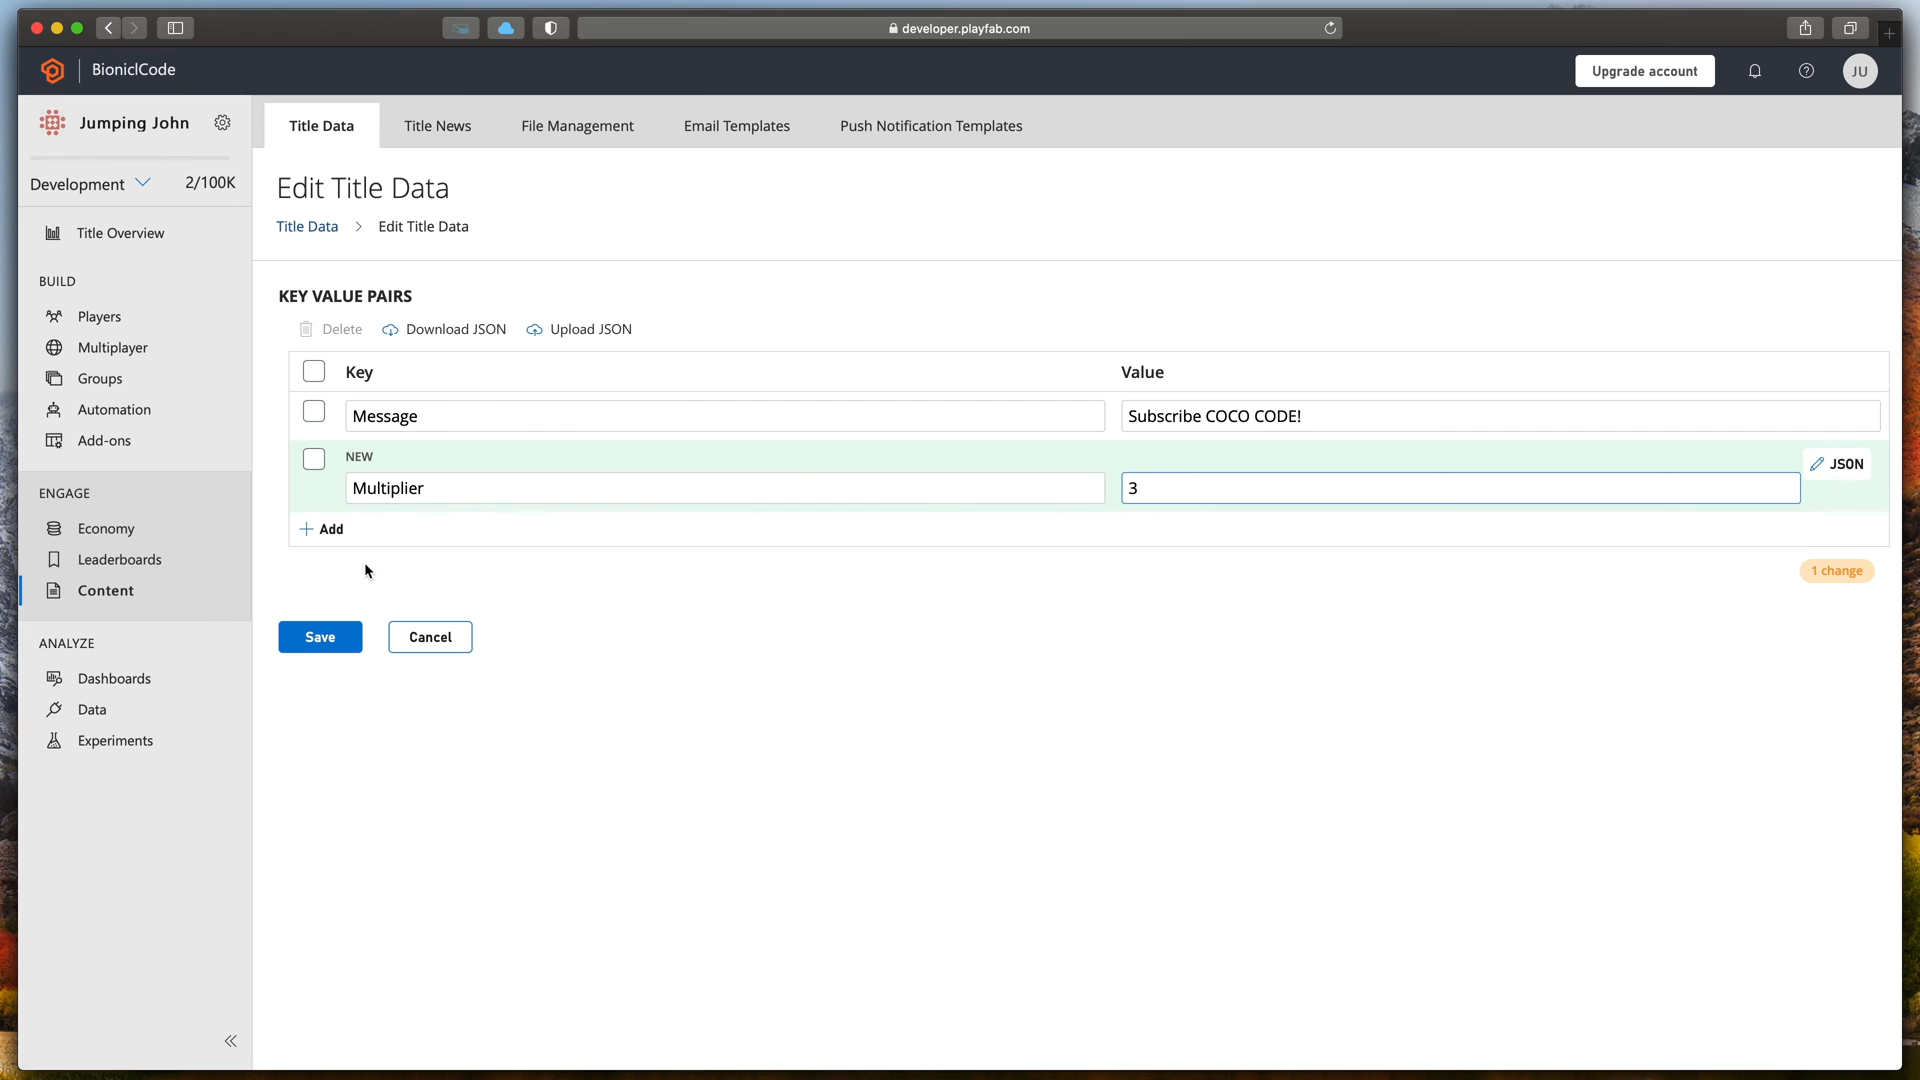 developer.playfab.com
BioniclCode
Upgrade account
JU
Jumping John
Title Data
Title News
File Management
Email Templates
Push Notification Templates
Development
2/100K
Edit Title Data
Title Data > Edit Title Data
Title Overview
BUILD
Players
Multiplayer
Groups
Automation
Add-ons
ENGAGE
Economy
Leaderboards
Content
ANALYZE
Dashboards
Data
Experiments
KEY VALUE PAIRS
Delete
Download JSON
Upload JSON
Key
Value
Message
Subscribe COCO CODE!
NEW
JSON
Multiplier
3
+ Add
1 change
Save
Cancel